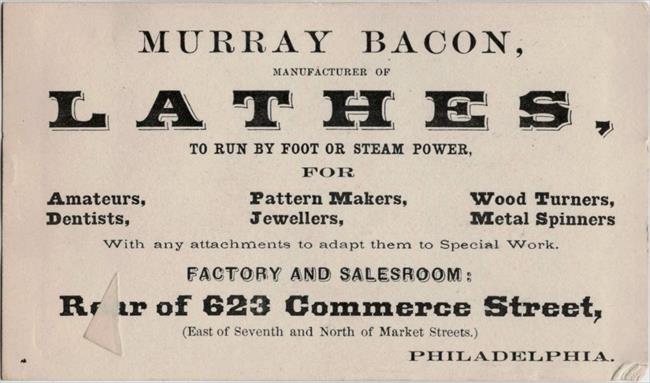 MURRAY BACON,
MANUFACTURER OF
LATHES,
TO RUN BY FOOT OR STEAM POWER,
FOR
Amateurs, Pattern Makers, Wood Turners,
Dentists, Jewellers, Metal Spinners
With any attachments to adapt them to Special Work.
FACTORY AND SALESROOM:
Rear of 623 Commerce Street,
(East of Seventh and North of Market Streets.)
PHILADELPHIA.